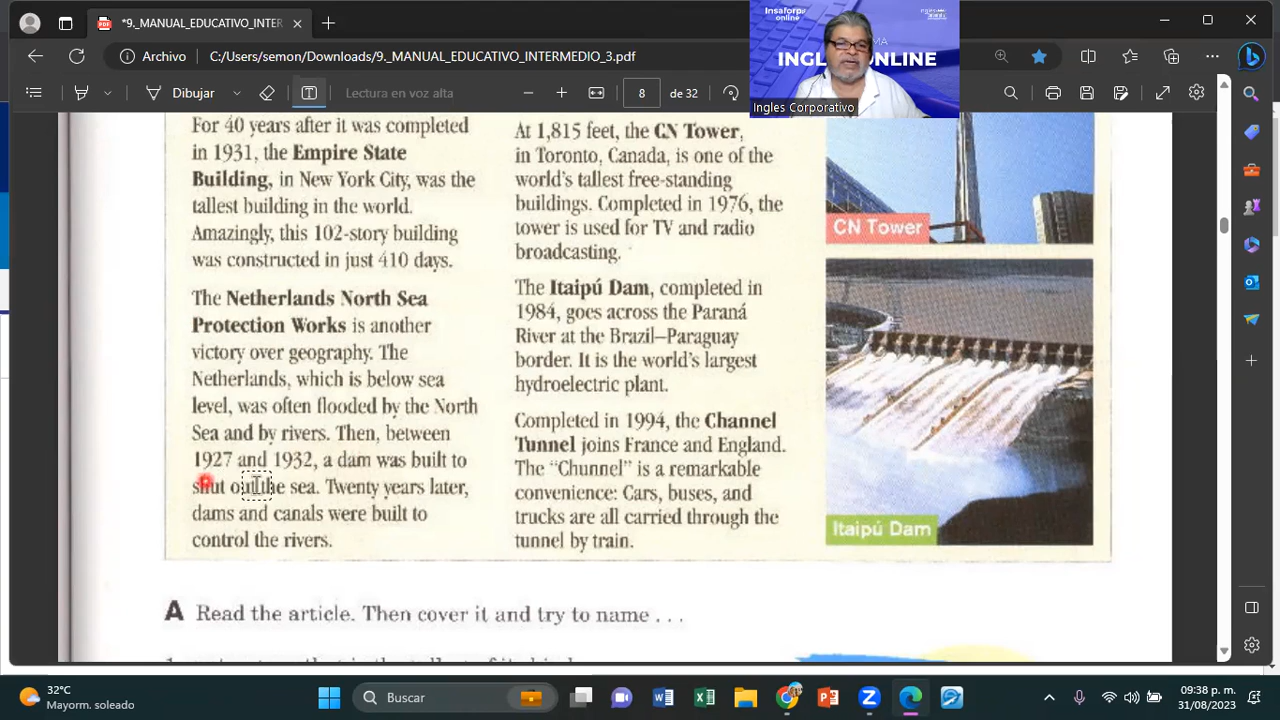 *9._MANUAL_EDUCATIVO_INTER
Archivo
C:/Users/semon/Downloads/9._MANUAL_EDUCATIVO_INTERMEDIO_3.pdf
Dibujar
Lectura en voz alta
8
de 32
Insaforp
online
INGL
ONLINE
Ingles Corporativo
For 40 years after it was completed
in 1931, the Empire State
Building, in New York City, was the
tallest building in the world.
Amazingly, this 102-story building
was constructed in just 410 days.
The Netherlands North Sea
Protection Works is another
victory over geography. The
Netherlands, which is below sea
level, was often flooded by the North
Sea and by rivers. Then, between
1927 and 1932, a dam was built to
shut out the sea. Twenty years later,
dams and canals were built to
control the rivers.
At 1,815 feet, the CN Tower,
in Toronto, Canada, is one of the
world's tallest free-standing
buildings. Completed in 1976, the
tower is used for TV and radio
broadcasting.
The Itaipú Dam, completed in
1984, goes across the Paraná
River at the Brazil–Paraguay
border. It is the world's largest
hydroelectric plant.
Completed in 1994, the Channel
Tunnel joins France and England.
The “Chunnel” is a remarkable
convenience: Cars, buses, and
trucks are all carried through the
tunnel by train.
CN Tower
Itaipú Dam
A Read the article. Then cover it and try to name . . .
32°C
Mayorm. soleado
Buscar
09:38 p. m.
31/08/2023